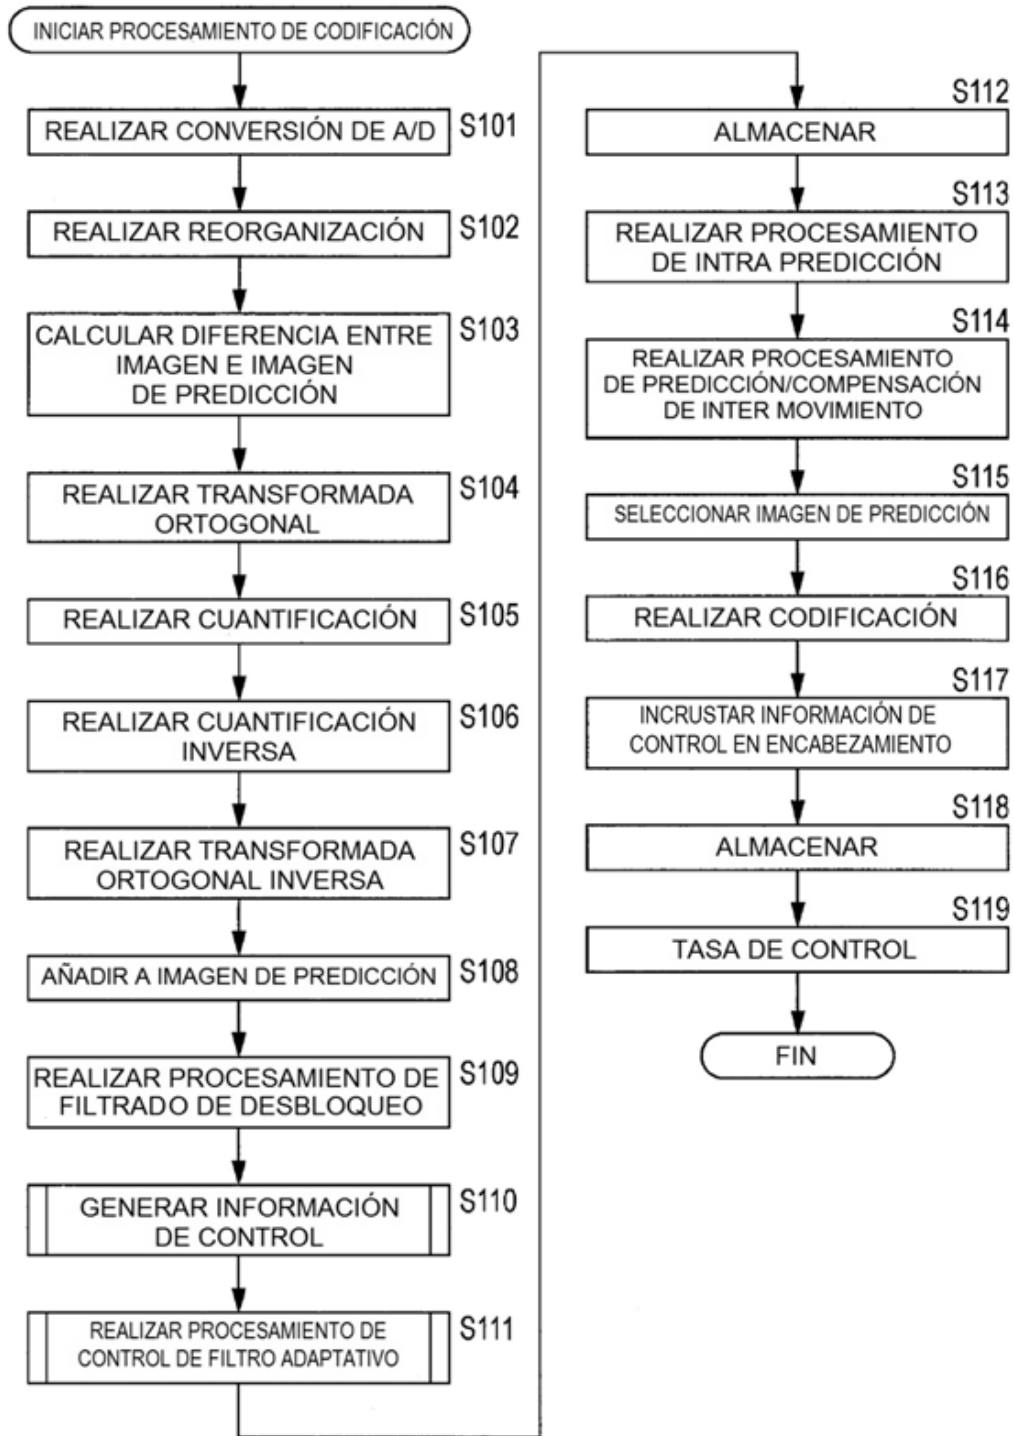 INICIAR PROCESAMIENTO DE CODIFICACIÓN
REALIZAR CONVERSIÓN DE A/D
S101
REALIZAR REORGANIZACIÓN
S102
CALCULAR DIFERENCIA ENTRE
IMAGEN E IMAGEN
DE PREDICCIÓN
S103
REALIZAR TRANSFORMADA
ORTOGONAL
S104
REALIZAR CUANTIFICACIÓN
S105
REALIZAR CUANTIFICACIÓN
INVERSA
S106
REALIZAR TRANSFORMADA
ORTOGONAL INVERSA
S107
AÑADIR A IMAGEN DE PREDICCIÓN
S108
REALIZAR PROCESAMIENTO DE
FILTRADO DE DESBLOQUEO
S109
GENERAR INFORMACIÓN
DE CONTROL
S110
REALIZAR PROCESAMIENTO DE
CONTROL DE FILTRO ADAPTATIVO
S111
S112
ALMACENAR
S113
REALIZAR PROCESAMIENTO
DE INTRA PREDICCIÓN
S114
REALIZAR PROCESAMIENTO
DE PREDICCIÓN/COMPENSACIÓN
DE INTER MOVIMIENTO
S115
SELECCIONAR IMAGEN DE PREDICCIÓN
S116
REALIZAR CODIFICACIÓN
S117
INCRUSTAR INFORMACIÓN DE
CONTROL EN ENCABEZAMIENTO
S118
ALMACENAR
S119
TASA DE CONTROL
FIN